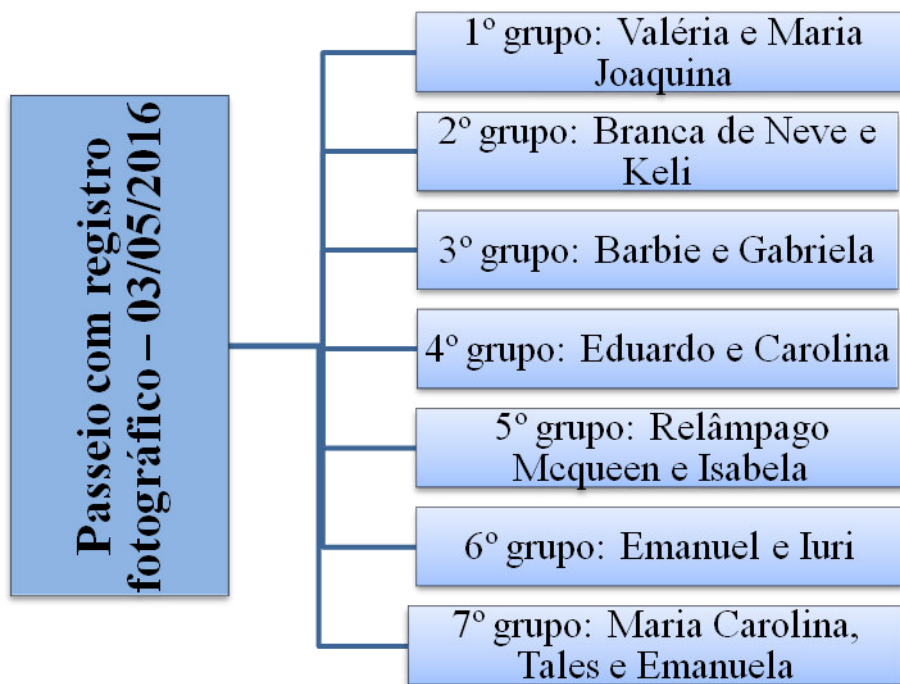 Passeio com registro
fotográfico – 03/05/2016
1º grupo: Valéria e Maria
Joaquina
2º grupo: Branca de Neve e
Keli
3º grupo: Barbie e Gabriela
4º grupo: Eduardo e Carolina
5º grupo: Relâmpago
Mcqueen e Isabela
6º grupo: Emanuel e Iuri
7º grupo: Maria Carolina,
Tales e Emanuela